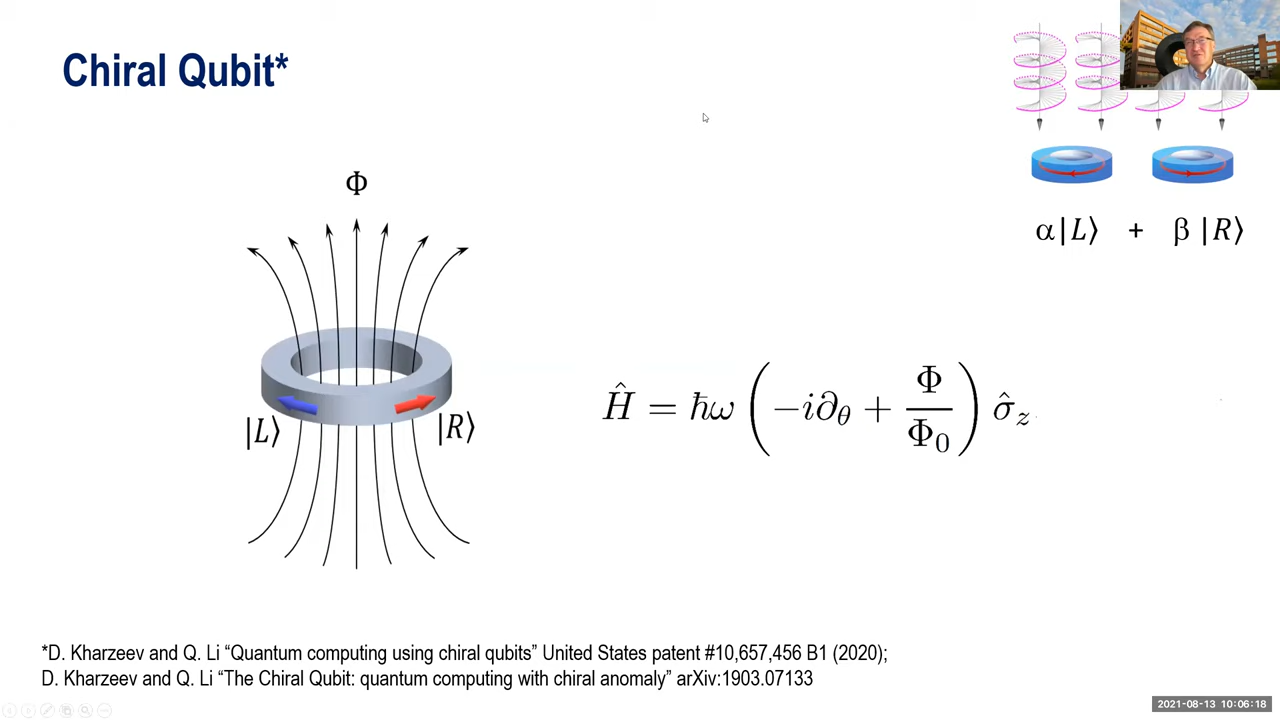 Chiral Qubit*
Φ
α|L⟩ + β |R⟩
|L⟩ |R⟩
Ĥ = ħω (−i∂_θ + Φ/Φ₀) σ̂_z
*D. Kharzeev and Q. Li “Quantum computing using chiral qubits” United States patent #10,657,456 B1 (2020);
D. Kharzeev and Q. Li “The Chiral Qubit: quantum computing with chiral anomaly” arXiv:1903.07133
2021-08-13 10:06:18